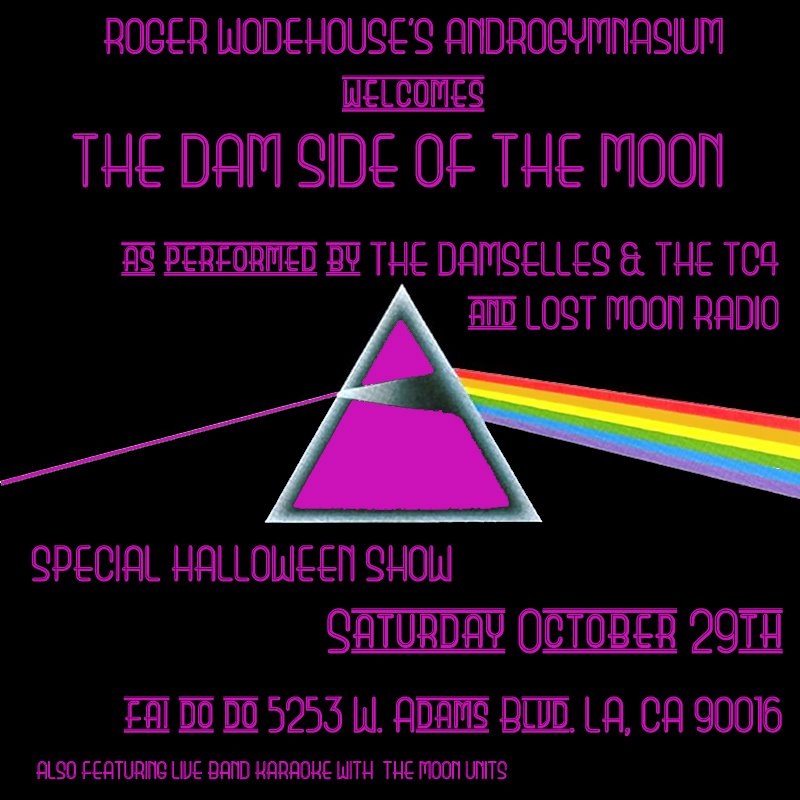 ROGER WODEHOUSE'S ANDROGYMNASIUM
WELCOMES
THE DAM SIDE OF THE MOON
AS PERFORMED BY THE DAMSELLES & THE TC4
AND LOST MOON RADIO
SPECIAL HALLOWEEN SHOW
SATURDAY OCTOBER 29TH
FAI DO DO 5253 W. ADAMS BLVD. LA, CA 90016
ALSO FEATURING LIVE BAND KARAOKE WITH THE MOON UNITS